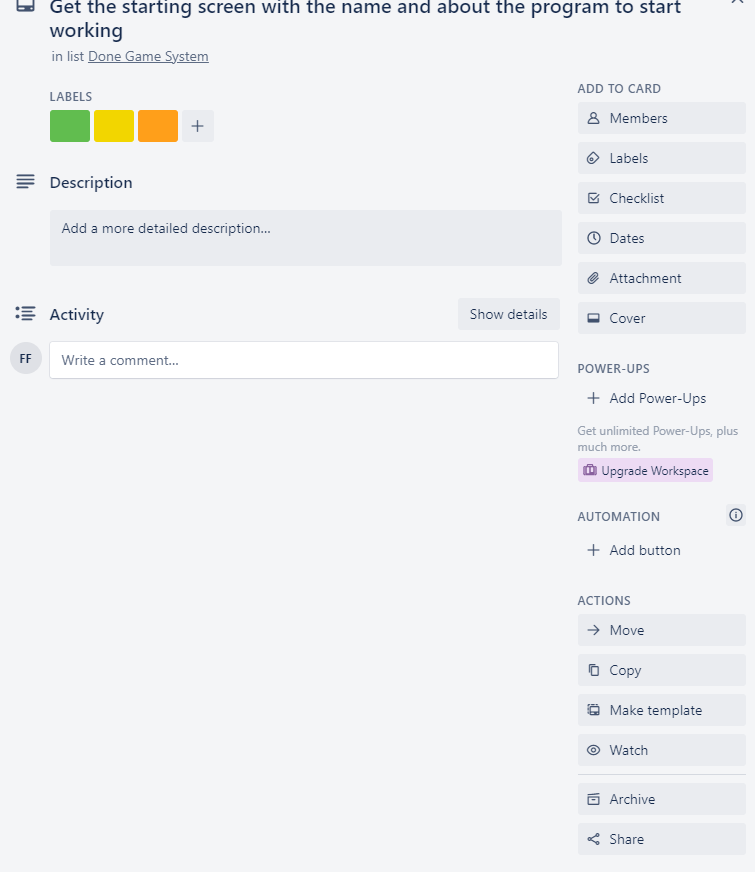 Get the starting screen with the name and about the program to start
working
in list Done Game System
LABELS
Description
Add a more detailed description...
Activity
Show details
FF
Write a comment...
ADD TO CARD
Members
Labels
Checklist
Dates
Attachment
Cover
POWER-UPS
Add Power-Ups
Get unlimited Power-Ups, plus
much more.
Upgrade Workspace
AUTOMATION
Add button
ACTIONS
Move
Copy
Make template
Watch
Archive
Share